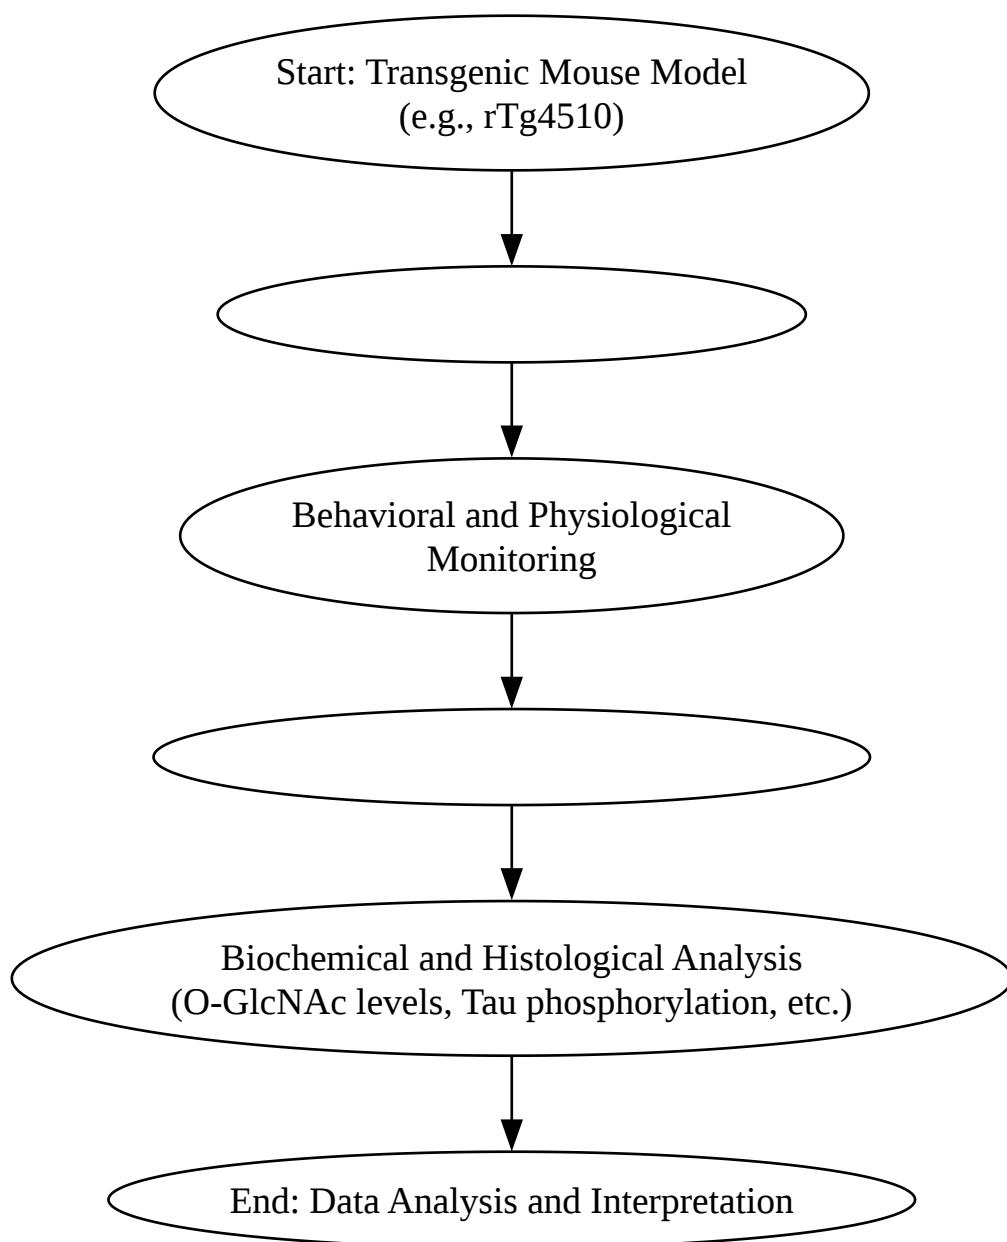 Start: Transgenic Mouse Model
(e.g., rTg4510)
Behavioral and Physiological
Monitoring
Biochemical and Histological Analysis
(O-GlcNAc levels, Tau phosphorylation, etc.)
End: Data Analysis and Interpretation